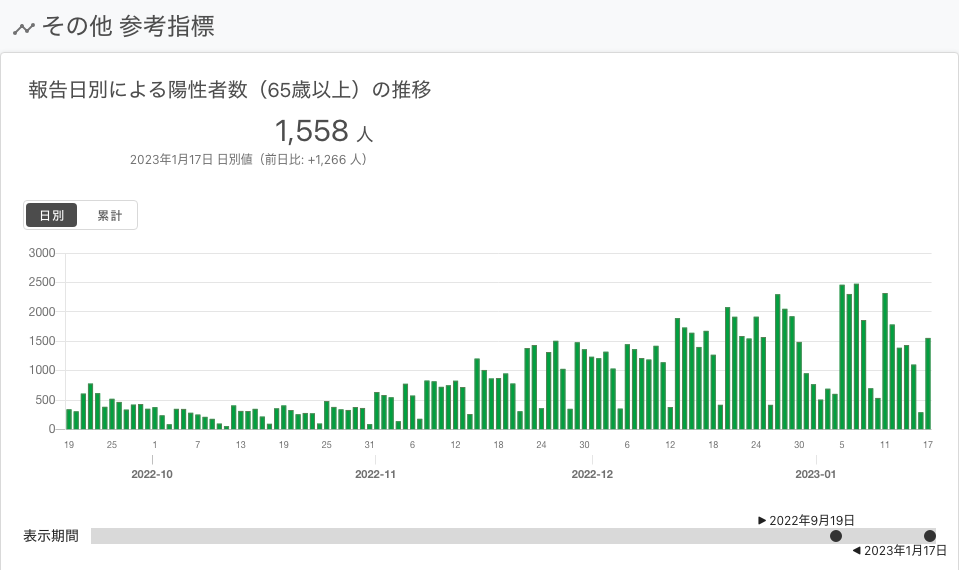 その他 参考指標
報告日別による陽性者数（65歳以上）の推移
1,558 人
2023年1月17日 日別値（前日比: +1,266 人）
日別 累計
3000
2500
2000
1500
1000
500
0
19 25 1 7 13 19 25 31 6 12 18 24 30 6 12 18 24 30 5 11 17
2022-10 2022-11 2022-12 2023-01
▶ 2022年9月19日
表示期間
◀ 2023年1月17日